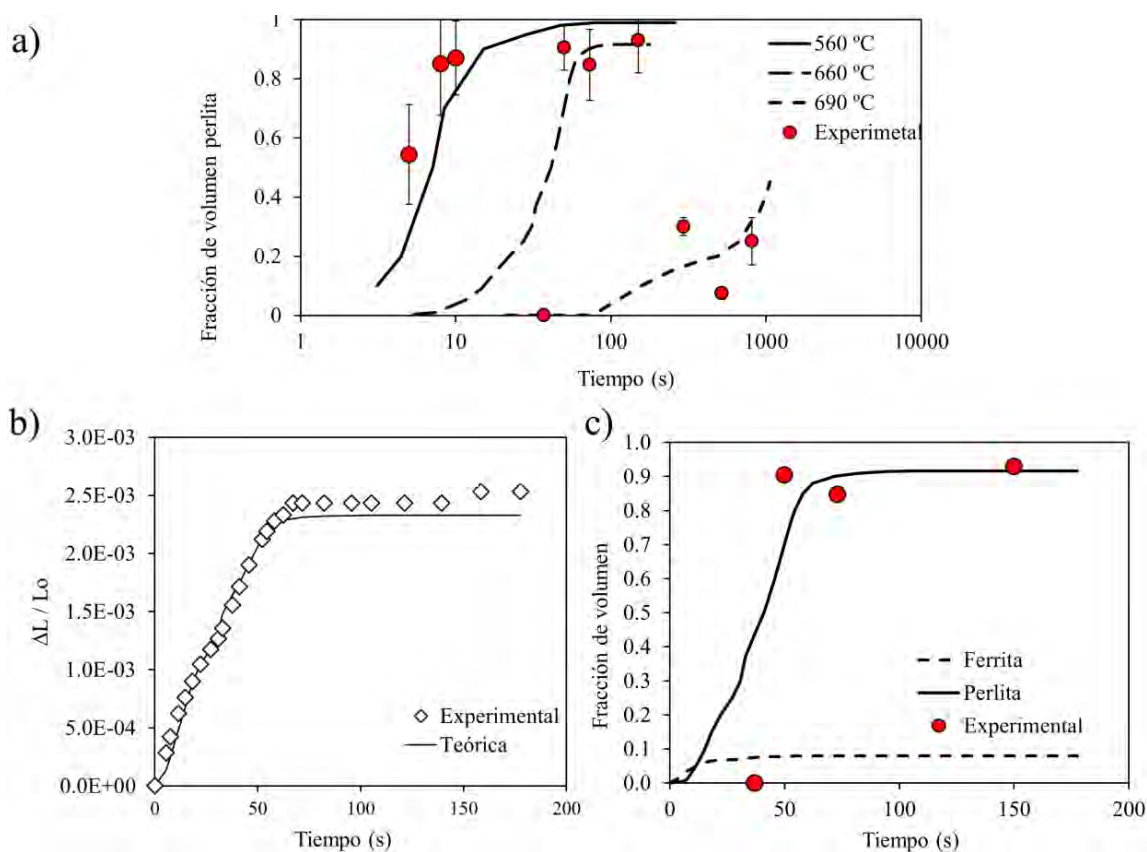 a)
Fracción de volumen perlita
1
0.8
0.6
0.4
0.2
0
1
10
100
1000
10000
Tiempo (s)
560 ºC
660 ºC
690 ºC
Experimetal
b)
ΔL / Lo
3.0E-03
2.5E-03
2.0E-03
1.5E-03
1.0E-03
5.0E-04
0.0E+00
0
50
100
150
200
Tiempo (s)
Experimental
Teórica
c)
Fracción de volumen
1.0
0.9
0.8
0.7
0.6
0.5
0.4
0.3
0.2
0.1
0.0
0
50
100
150
200
Tiempo (s)
Ferrita
Perlita
Experimental